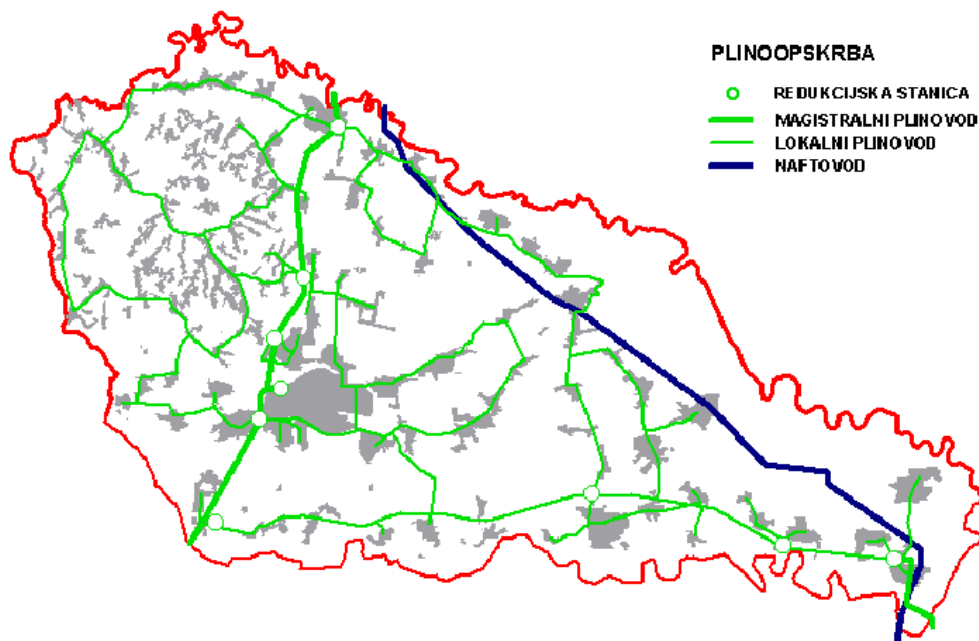 PLINOOPSKRBA
REDUKCIJSKA STANICA
MAGISTRALNI PLINOVOD
LOKALNI PLINOVOD
NAFTOVOD